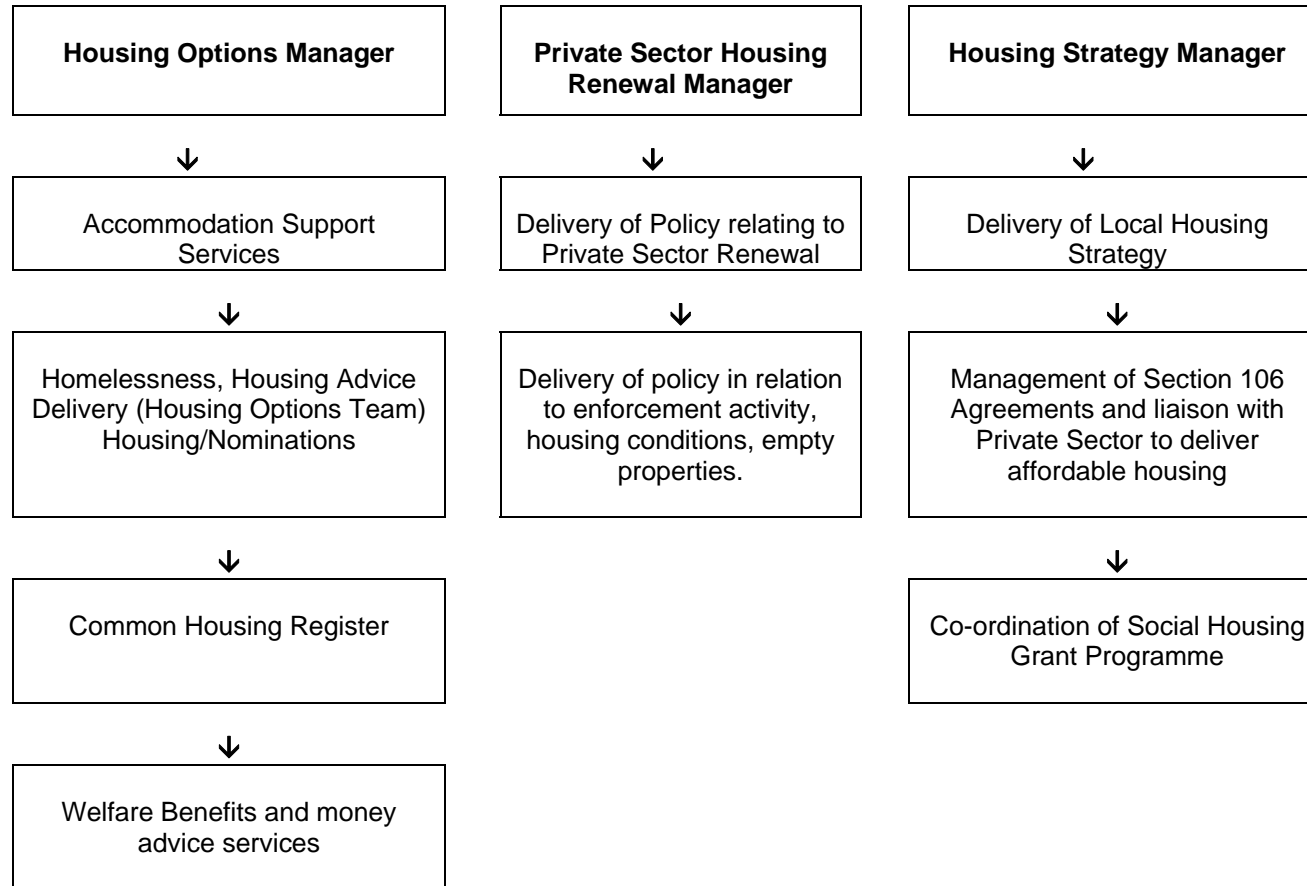 Housing Options Manager
Private Sector Housing
Renewal Manager
Housing Strategy Manager
Accommodation Support
Services
Delivery of Policy relating to
Private Sector Renewal
Delivery of Local Housing
Strategy
Homelessness, Housing Advice
Delivery (Housing Options Team)
Housing/Nominations
Delivery of policy in relation
to enforcement activity,
housing conditions, empty
properties.
Management of Section 106
Agreements and liaison with
Private Sector to deliver
affordable housing
Common Housing Register
Co-ordination of Social Housing
Grant Programme
Welfare Benefits and money
advice services